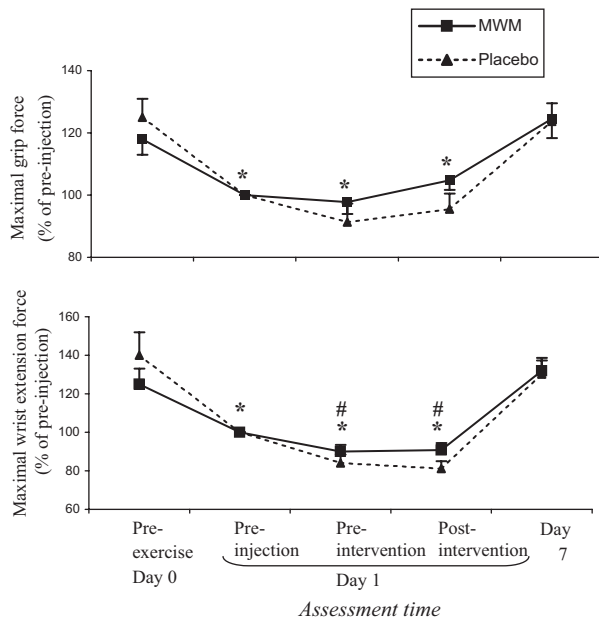 MWM
Placebo
Maximal grip force
(% of pre-injection)
140
120
100
80
*
*
*
Maximal wrist extension force
(% of pre-injection)
160
140
120
100
80
60
*
#
*
#
*
Pre-
exercise
Day 0
Pre-
injection
Pre-
intervention
Post-
intervention
Day
7
Day 1
Assessment time